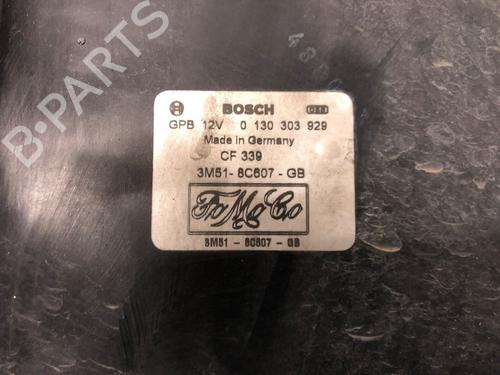 B-PARTS
BOSCH
GPB 12V 0 130 303 929
Made in Germany
CF 339
3M51-8C607-GB
FoMoCo
3M51-8C607-GB